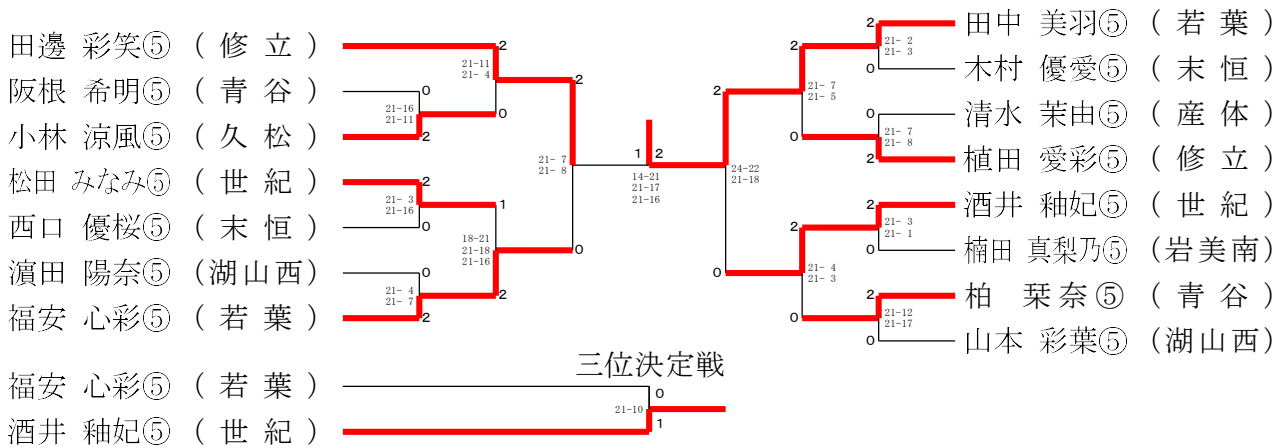 田邊 彩笑⑤ ( 修 立 )
2
21-11
21- 4
阪根 希明⑤ ( 青 谷 )
0
2
21-16
21-11
0
小林 涼風⑤ ( 久 松 )
2
21- 7
21- 8
松田 みなみ⑤ ( 世 紀 )
2
21- 3
21-16
1
西口 優桜⑤ ( 末 恒 )
0
18-21
21-18
21-16
0
濵田 陽奈⑤ (湖山西)
0
21- 4
21- 7
2
福安 心彩⑤ ( 若 葉 )
2
1 2
14-21
21-17
21-16
2 田中 美羽⑤ ( 若 葉 )
21- 2
21- 3
2
0 木村 優愛⑤ ( 末 恒 )
21- 7
21- 5
2
0 清水 茉由⑤ ( 産 体 )
21- 7
21- 8
0
2 植田 愛彩⑤ ( 修 立 )
24-22
21-18
2 酒井 釉妃⑤ ( 世 紀 )
21- 3
21- 1
2
0 楠田 真梨乃⑤ (岩美南)
0
21- 4
21- 3
2 柏 栞奈⑤ ( 青 谷 )
21-12
21-17
0
0 山本 彩葉⑤ (湖山西)
三位決定戦
福安 心彩⑤ ( 若 葉 )
0
21-10
1
酒井 釉妃⑤ ( 世 紀 )